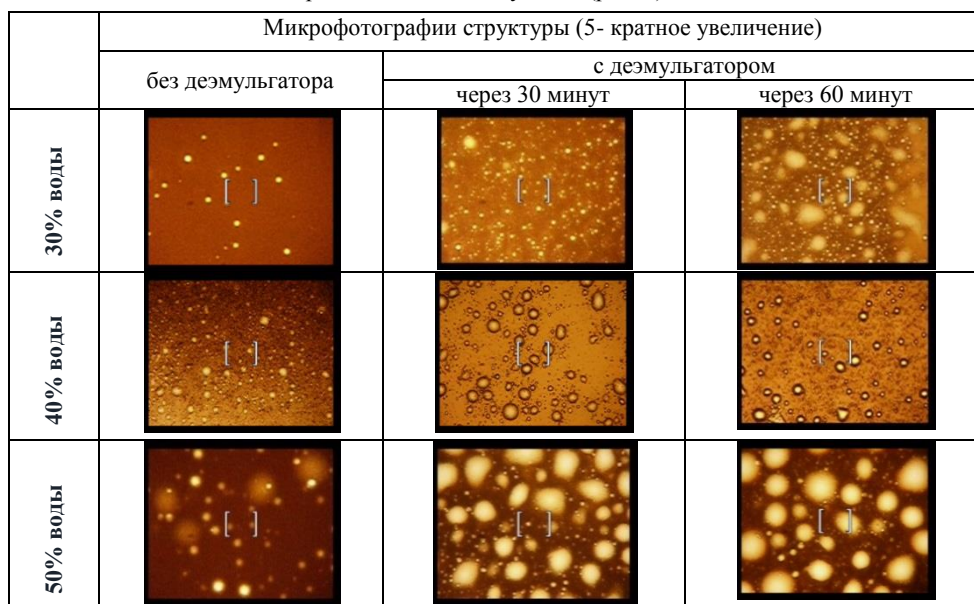 Микрофотографии структуры (5- кратное увеличение)
без деэмульгатора
с деэмульгатором
через 30 минут
через 60 минут
30% воды
40% воды
50% воды